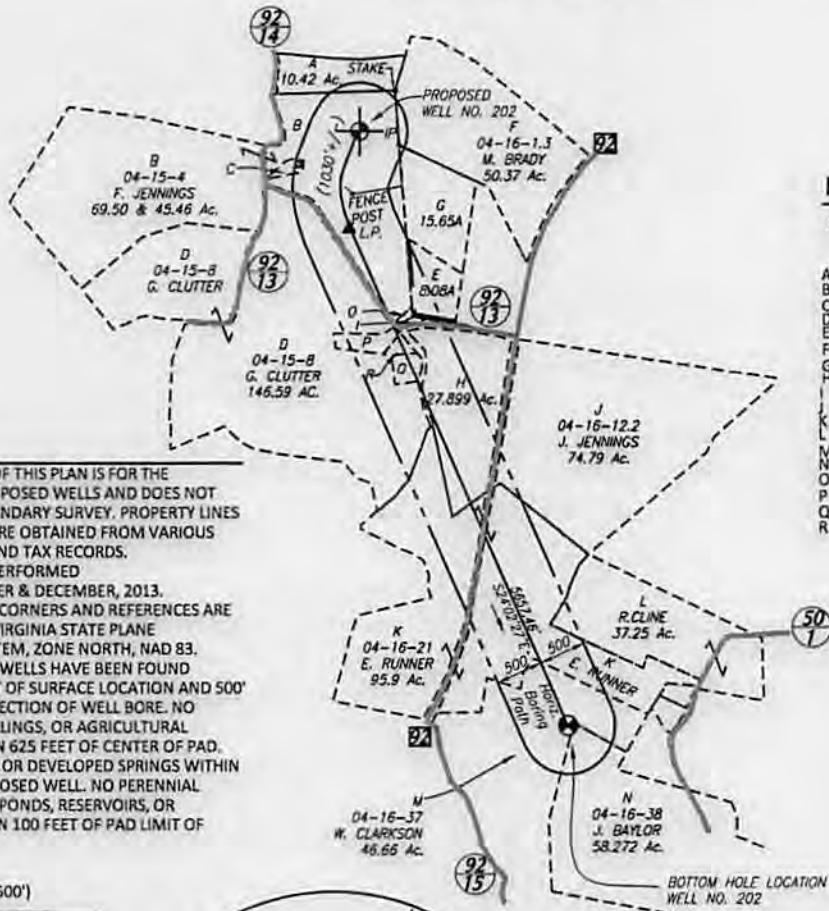 92
14
A
10.42 Ac.
STAKE
PROPOSED
WELL NO. 202
B
IP
F
04-16-1.3
M. BRADY
50.37 Ac.
92
C
(1030'+/-)
B
04-15-4
F. JENNINGS
69.50 & 45.46 Ac.
FENCE
POST
L.P.
G
15.65A
D
04-15-8
G. CLUTTER
92
13
E
8.08A
92
13
O
I
P
R
Q
D
04-15-8
G. CLUTTER
146.59 AC.
H
27.899 Ac.
J
04-16-12.2
J. JENNINGS
74.79 Ac.
A
B
C
D
E
F
G
H
I
J
K
L
M
N
O
P
Q
R
OF THIS PLAN IS FOR THE
POSED WELLS AND DOES NOT
NDARY SURVEY. PROPERTY LINES
RE OBTAINED FROM VARIOUS
ND TAX RECORDS.
ERFORMED
ER & DECEMBER, 2013.
CORNERS AND REFERENCES ARE
VIRGINIA STATE PLANE
TEM, ZONE NORTH, NAD 83.
WELLS HAVE BEEN FOUND
OF SURFACE LOCATION AND 500'
ECTION OF WELL BORE. NO
LINGS, OR AGRICULTURAL
N 625 FEET OF CENTER OF PAD.
OR DEVELOPED SPRINGS WITHIN
OSED WELL. NO PERENNIAL
PONDS, RESERVOIRS, OR
N 100 FEET OF PAD LIMIT OF
5657.46'
S24°02'27"E
L
R.CLINE
37.25 Ac.
50
1
K
04-16-21
E. RUNNER
95.9 Ac.
500'
500'
K
E. RUNNER
Horiz.
Boring
Path
92
M
04-16-37
W. CLARKSON
46.66 Ac.
N
04-16-38
J. BAYLOR
58.272 Ac.
92
15
BOTTOM HOLE LOCATION
WELL NO. 202